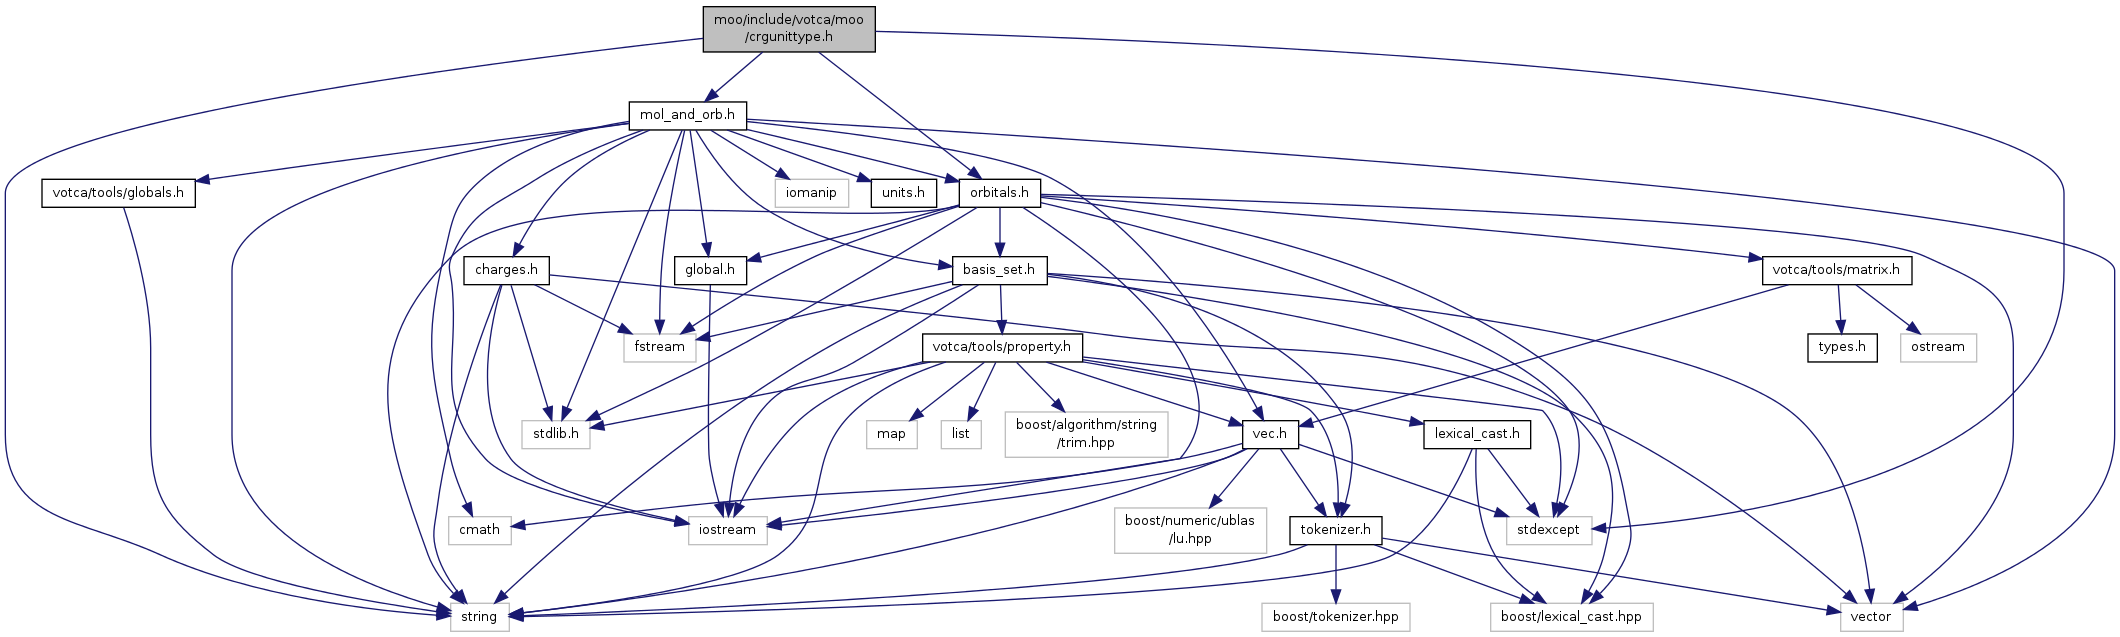 moo/include/votca/moo
/crgunittype.h
mol_and_orb.h
votca/tools/globals.h
iomanip
units.h
orbitals.h
charges.h
global.h
basis_set.h
votca/tools/matrix.h
fstream
votca/tools/property.h
types.h
ostream
stdlib.h
map
list
boost/algorithm/string
/trim.hpp
vec.h
lexical_cast.h
cmath
iostream
boost/numeric/ublas
/lu.hpp
tokenizer.h
stdexcept
string
boost/tokenizer.hpp
boost/lexical_cast.hpp
vector